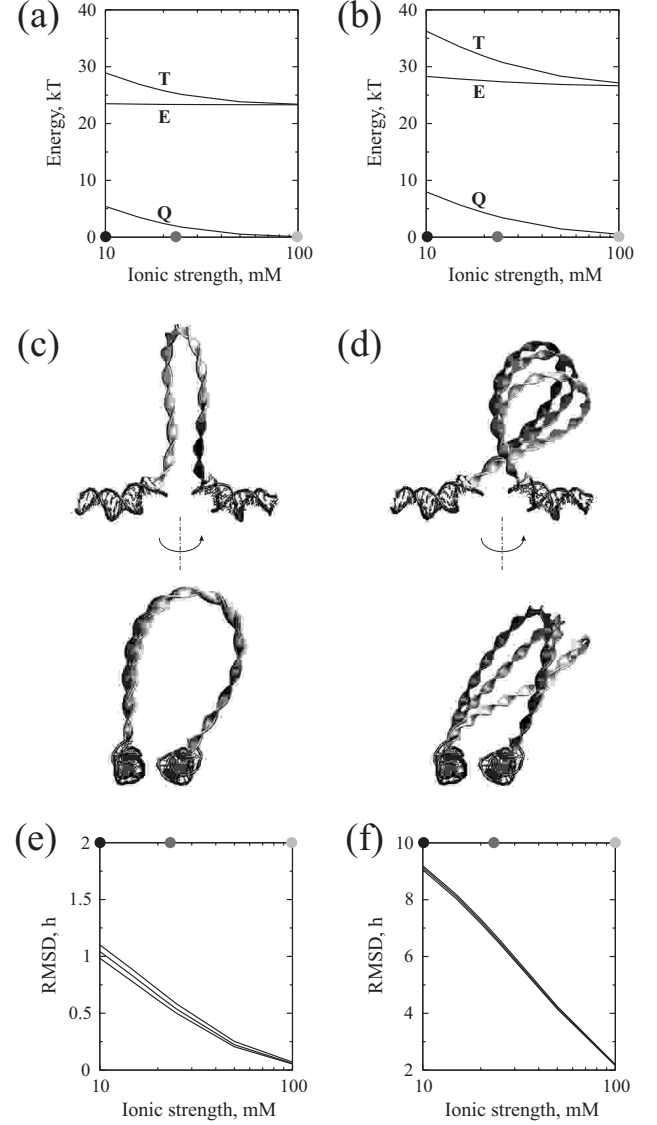 (a)
Energy, kT
40
30
20
10
0
T
E
Q
10
100
Ionic strength, mM
(b)
Energy, kT
40
30
20
10
0
T
E
Q
10
100
Ionic strength, mM
(c)
(d)
(e)
RMSD, h
2
1.5
1
0.5
0
10
100
Ionic strength, mM
(f)
RMSD, h
10
8
6
4
2
10
100
Ionic strength, mM